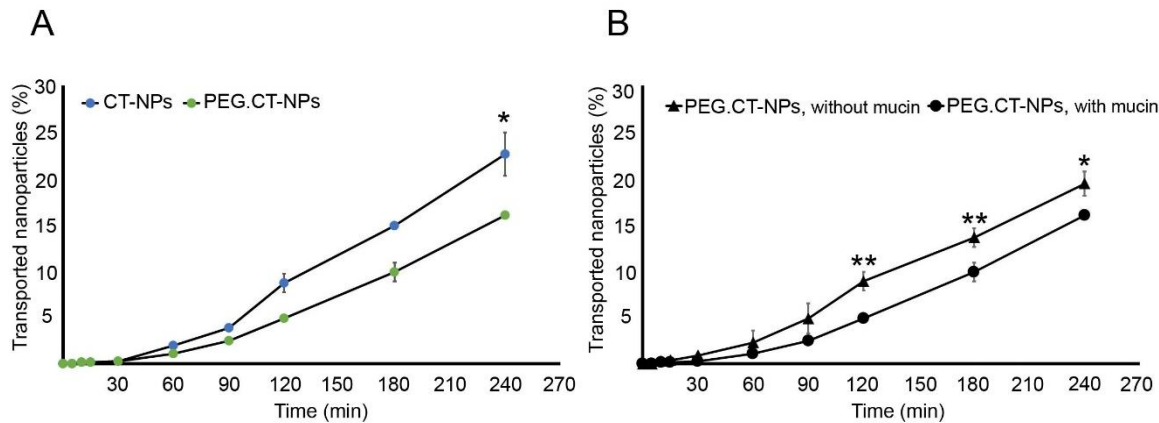 A
Transported nanoparticles (%)
30
25
20
15
10
5
CT-NPs PEG.CT-NPs
*
30 60 90 120 150 180 210 240 270
Time (min)
B
Transported nanoparticles (%)
30
25
20
15
10
5
PEG.CT-NPs, without mucin PEG.CT-NPs, with mucin
**
**
*
30 60 90 120 150 180 210 240 270
Time (min)